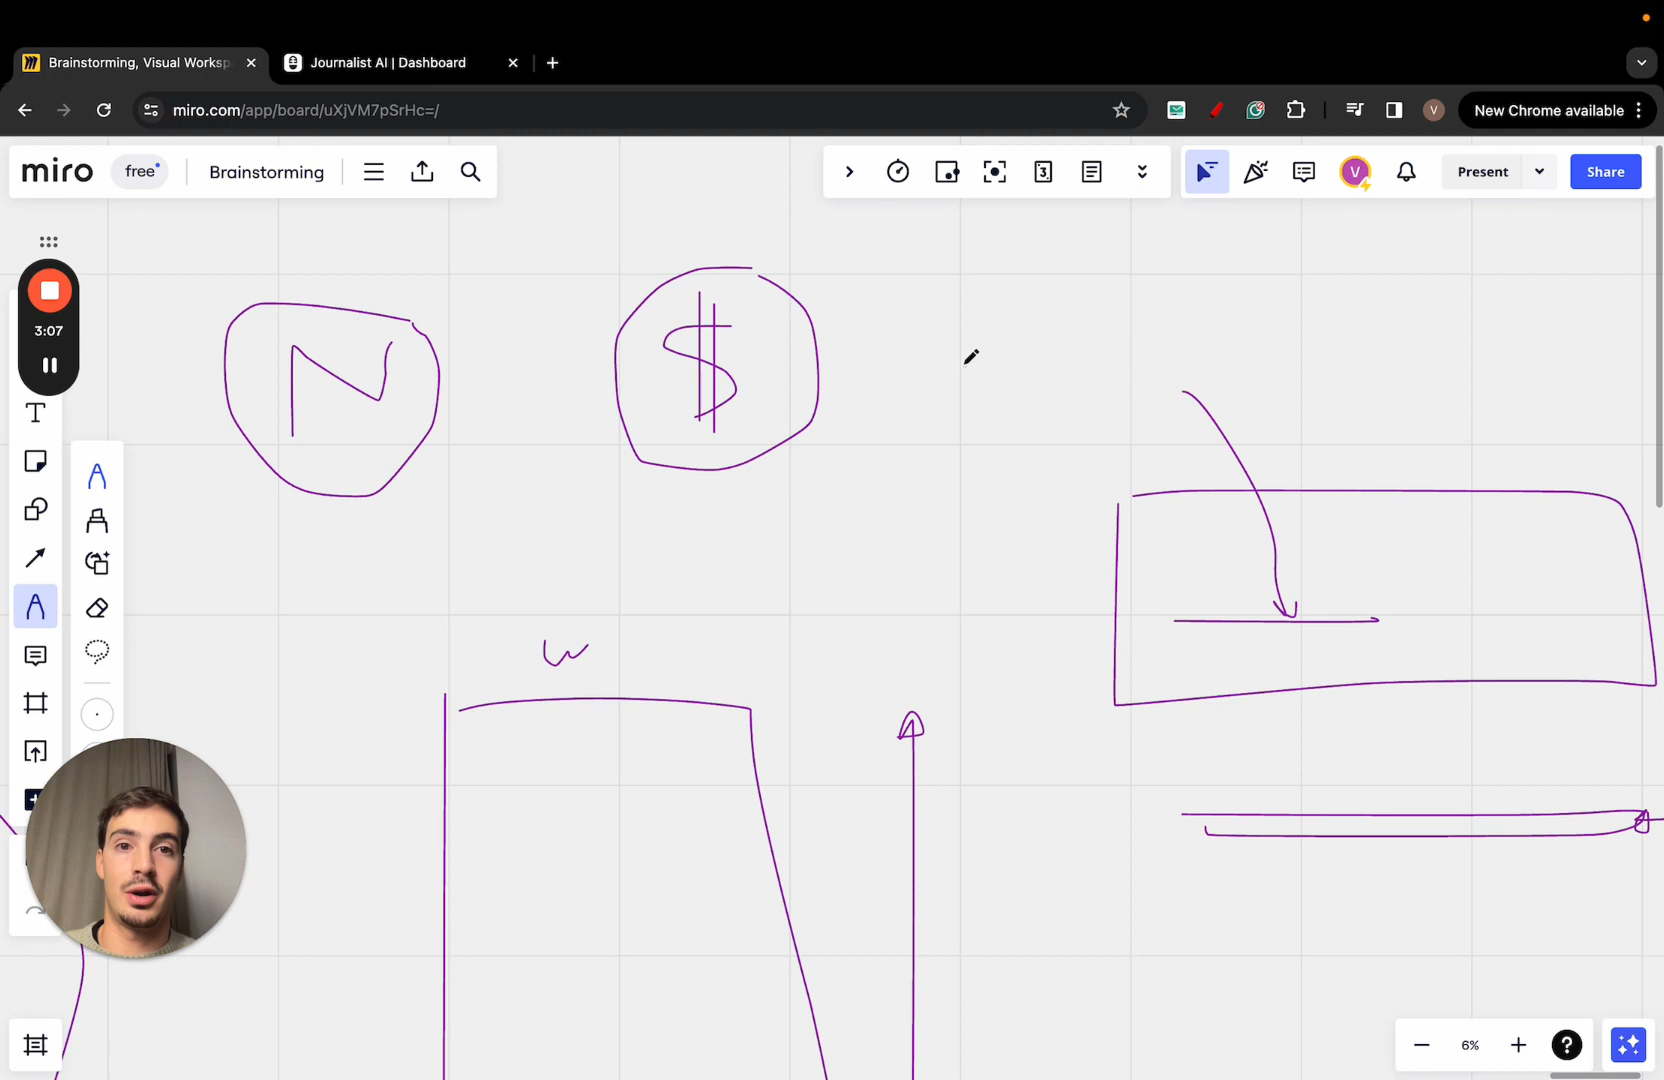 Brainstorming, Visual Worksp
Journalist AI | Dashboard
miro.com/app/board/uXjVM7pSrHc=/
V
New Chrome available
miro
free
Brainstorming
3
V
Present
Share
3:07
N
$
T
W
6%
?